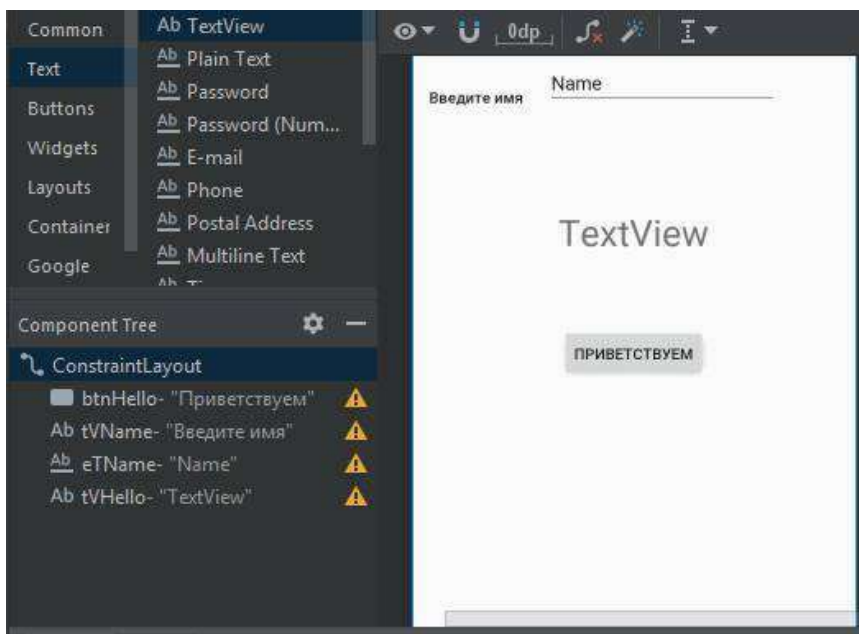 Common
Text
Buttons
Widgets
Layouts
Container
Google
Ab TextView
Ab Plain Text
Ab Password
Ab Password (Num...
Ab E-mail
Ab Phone
Ab Postal Address
Ab Multiline Text
0dp
Component Tree
ConstraintLayout
btnHello- "Приветствуем"
Ab tVName- "Введите имя"
Ab eTName- "Name"
Ab tVHello- "TextView"
Введите имя
Name
TextView
ПРИВЕТСТВУЕМ